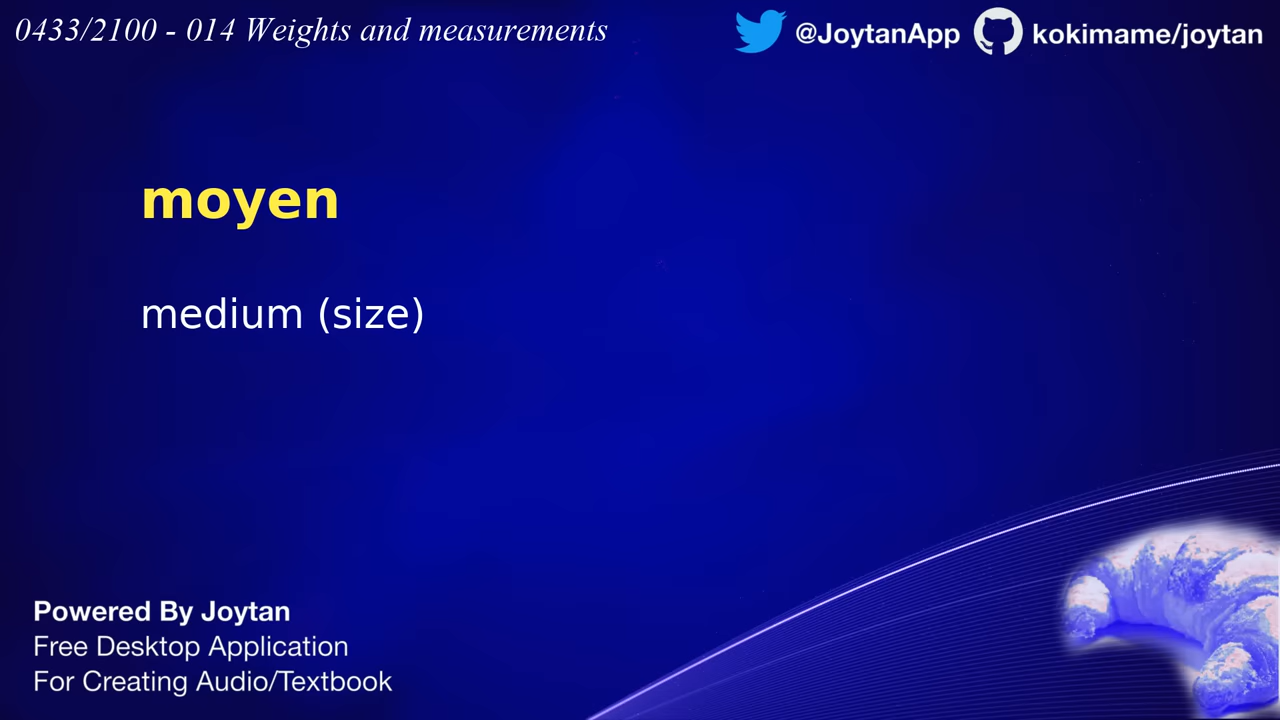 0433/2100 - 014 Weights and measurements
@JoytanApp kokimame/joytan
moyen
medium (size)
Powered By Joytan
Free Desktop Application
For Creating Audio/Textbook